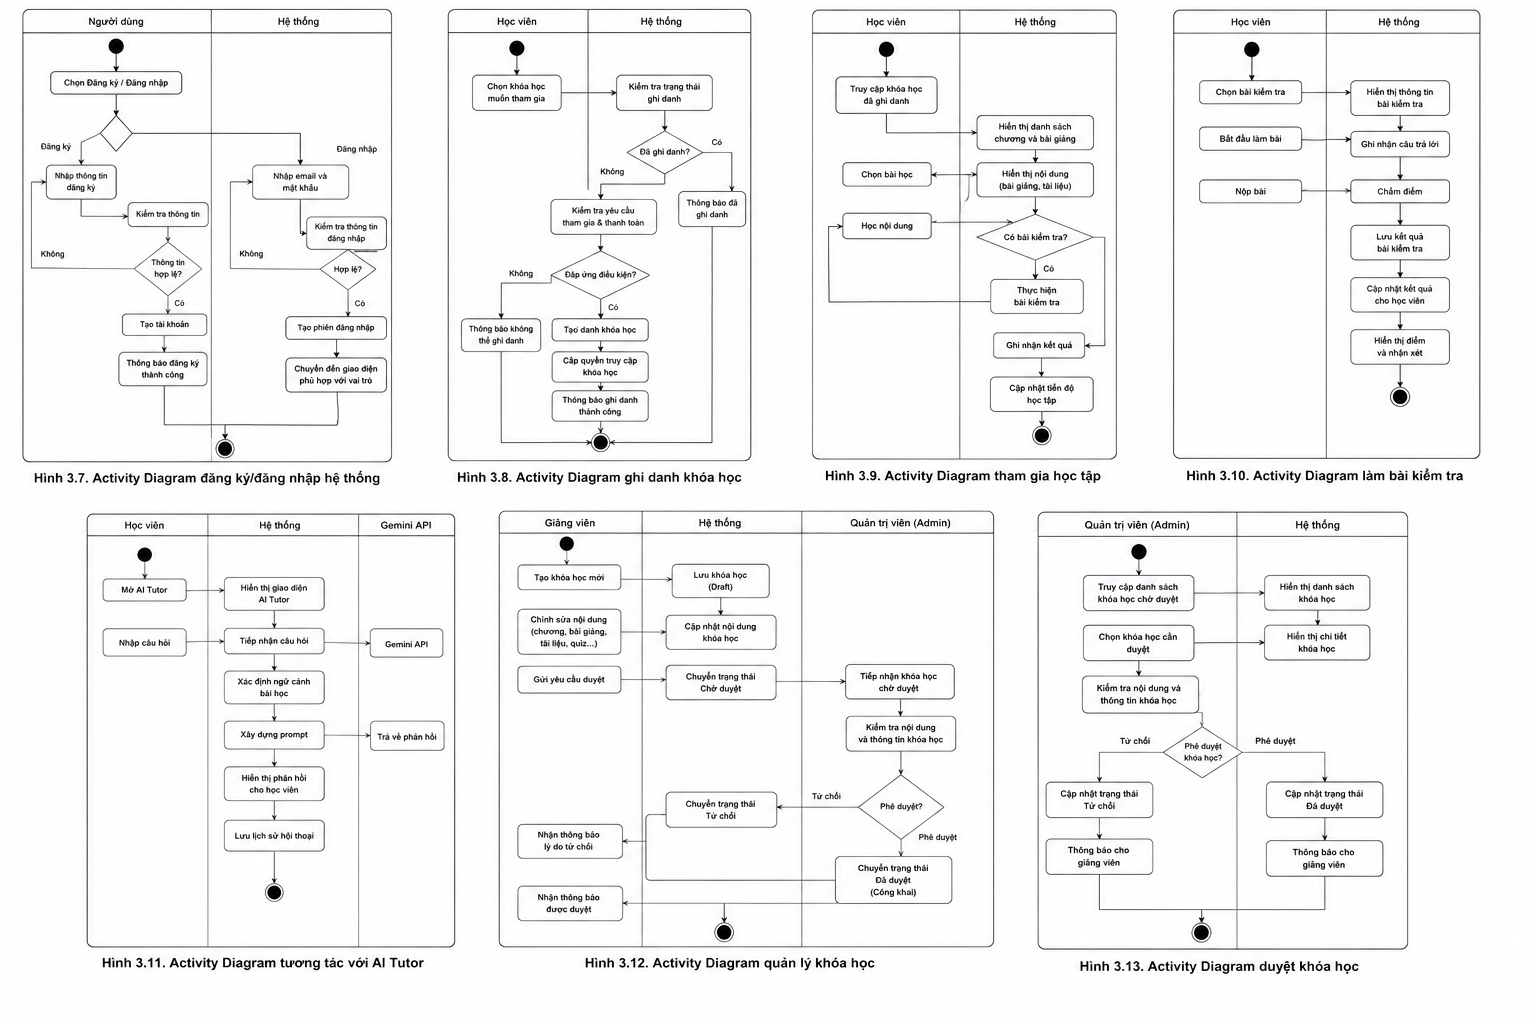 Người dùng
Hệ thống
Chọn Đăng ký / Đăng nhập
Đăng ký
Đăng nhập
Nhập thông tin
đăng ký
Nhập email và
mật khẩu
Kiểm tra thông tin
Kiểm tra thông tin
đăng nhập
Không
Thông tin
hợp lệ?
Không
Hợp lệ?
Có
Có
Tạo tài khoản
Tạo phiên đăng nhập
Thông báo đăng ký
thành công
Chuyển đến giao diện
phù hợp với vai trò
Hình 3.7. Activity Diagram đăng ký/đăng nhập hệ thống
Học viên
Hệ thống
Chọn khóa học
muốn tham gia
Kiểm tra trạng thái
ghi danh
Đã ghi danh?
Có
Không
Thông báo đã
ghi danh
Kiểm tra yêu cầu
tham gia & thanh toán
Không
Đáp ứng điều kiện?
Có
Thông báo không
thể ghi danh
Tạo danh khóa học
Cấp quyền truy cập
khóa học
Thông báo ghi danh
thành công
Hình 3.8. Activity Diagram ghi danh khóa học
Học viên
Hệ thống
Truy cập khóa học
đã ghi danh
Hiển thị danh sách
chương và bài giảng
Chọn bài học
Hiển thị nội dung
(bài giảng, tài liệu)
Học nội dung
Có bài kiểm tra?
Có
Thực hiện
bài kiểm tra
Ghi nhận kết quả
Cập nhật tiến độ
học tập
Hình 3.9. Activity Diagram tham gia học tập
Học viên
Hệ thống
Chọn bài kiểm tra
Hiển thị thông tin
bài kiểm tra
Bắt đầu làm bài
Ghi nhận câu trả lời
Nộp bài
Chấm điểm
Lưu kết quả
bài kiểm tra
Cập nhật kết quả
cho học viên
Hiển thị điểm
và nhận xét
Hình 3.10. Activity Diagram làm bài kiểm tra
Học viên
Hệ thống
Gemini API
Mở AI Tutor
Hiển thị giao diện
AI Tutor
Nhập câu hỏi
Tiếp nhận câu hỏi
Gemini API
Xác định ngữ cảnh
bài học
Xây dựng prompt
Trả về phản hồi
Hiển thị phản hồi
cho học viên
Lưu lịch sử hội thoại
Hình 3.11. Activity Diagram tương tác với AI Tutor
Giảng viên
Hệ thống
Quản trị viên (Admin)
Tạo khóa học mới
Lưu khóa học
(Draft)
Chỉnh sửa nội dung
(chương, bài giảng,
tài liệu, quiz...)
Cập nhật nội dung
khóa học
Gửi yêu cầu duyệt
Chuyển trạng thái
Chờ duyệt
Tiếp nhận khóa học
chờ duyệt
Kiểm tra nội dung
và thông tin khóa học
Từ chối
Phê duyệt?
Chuyển trạng thái
Từ chối
Phê duyệt
Nhận thông báo
lý do từ chối
Chuyển trạng thái
Đã duyệt
(Công khai)
Nhận thông báo
được duyệt
Hình 3.12. Activity Diagram quản lý khóa học
Quản trị viên (Admin)
Hệ thống
Truy cập danh sách
khóa học chờ duyệt
Hiển thị danh sách
khóa học
Chọn khóa học cần
duyệt
Hiển thị chi tiết
khóa học
Kiểm tra nội dung và
thông tin khóa học
Từ chối
Phê duyệt
khóa học?
Phê duyệt
Cập nhật trạng thái
Từ chối
Cập nhật trạng thái
Đã duyệt
Thông báo cho
giảng viên
Thông báo cho
giảng viên
Hình 3.13. Activity Diagram duyệt khóa học